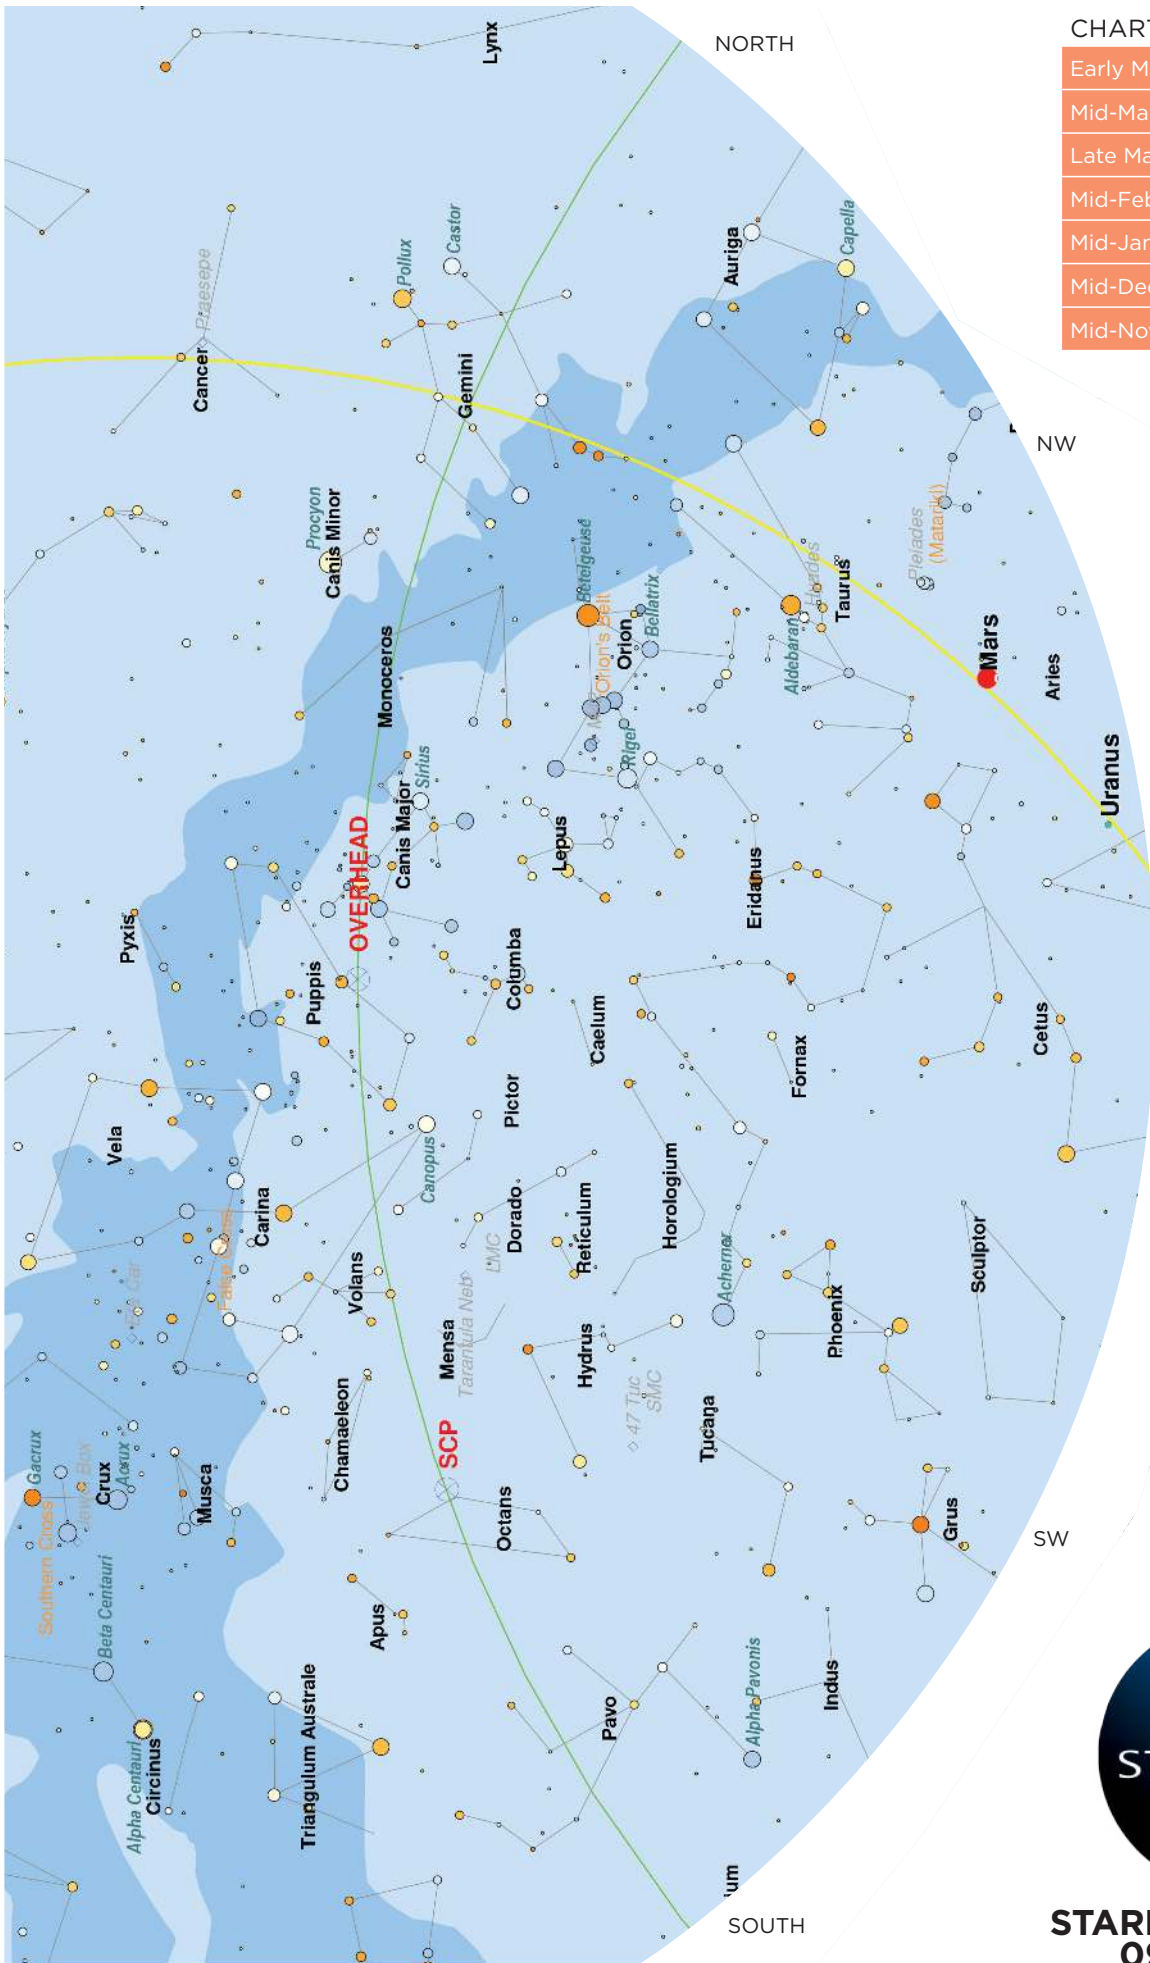 Lynx
NORTH
CHART
Early M
Mid-Ma
Late Ma
Mid-Feb
Mid-Jan
Mid-Dec
Mid-Nov
Castor
Pollux
Praesepe
Cancer
Auriga
Capella
Gemini
NW
Procyon
Canis Minor
Betelgeuse
Bellatrix
Orion
Orion's Belt
Rigel
Hyades
Taurus
Aldebaran
Pleiades
(Matariki)
Mars
Aries
Uranus
Monoceros
Sirius
Canis Major
OVERHEAD
Lepus
Eridanus
Pyxis
Puppis
Columba
Caelum
Fornax
Cetus
Vela
Pictor
Canopus
Carina
False Cross
Eta Car
Volans
Dorado
LMC
Tarantula Neb
Mensa
Reticulum
Horologium
Achernar
Phoenix
Sculptor
Hydrus
47 Tuc
SMC
Tucana
Gacrux
Crux
Acrux
Jewel Box
Southern Cross
Musca
Chamaeleon
SCP
Octans
Grus
SW
Beta Centauri
Alpha Centauri
Circinus
Apus
Triangulum Australe
Pavo
Alpha Pavonis
Indus
um
SOUTH
ST
STAR
09